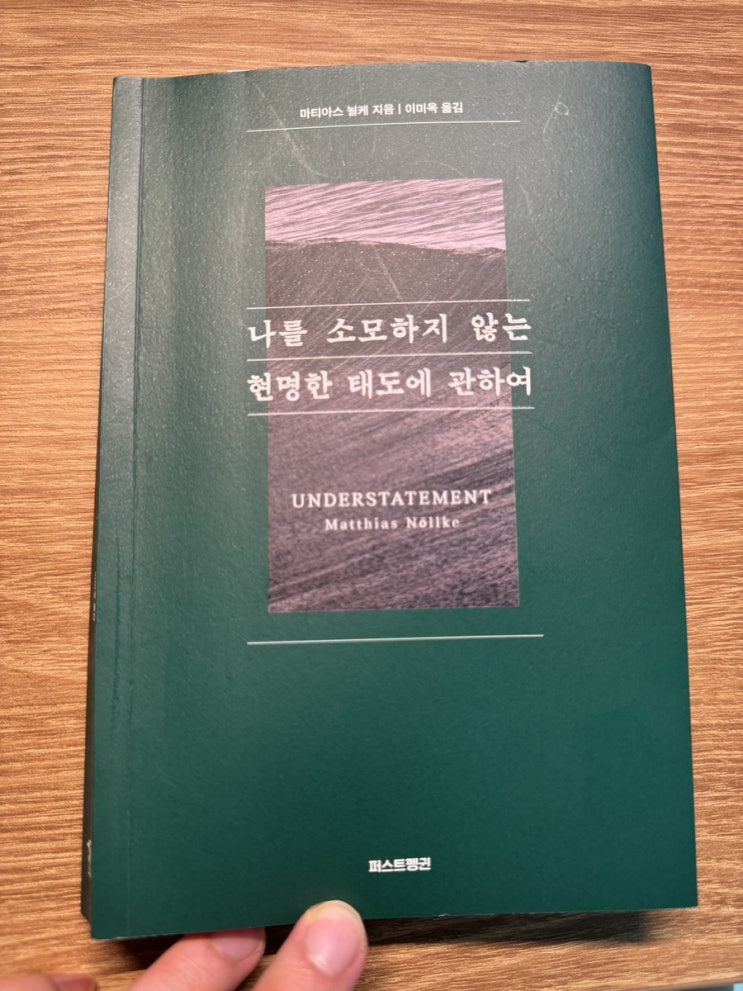 마티아스 뇔케 지음 | 이미옥 옮김
나를 소모하지 않는
현명한 태도에 관하여
UNDERSTATEMENT
Matthias Nöllke
퍼스트펭귄